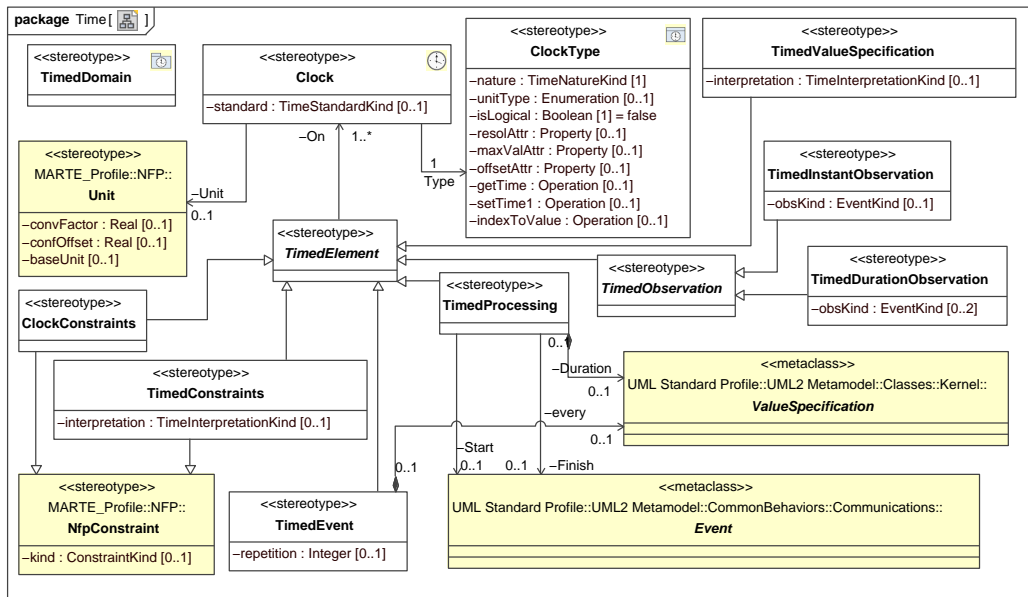 package Time[ ]
<<stereotype>>
TimedDomain
<<stereotype>>
Clock
–standard : TimeStandardKind [0..1]
<<stereotype>>
ClockType
–nature : TimeNatureKind [1]
–unitType : Enumeration [0..1]
–isLogical : Boolean [1] = false
–resolAttr : Property [0..1]
–maxValAttr : Property [0..1]
–offsetAttr : Property [0..1]
–getTime : Operation [0..1]
–setTime1 : Operation [0..1]
–indexToValue : Operation [0..1]
<<stereotype>>
TimedValueSpecification
–interpretation : TimeInterpretationKind [0..1]
–On
1..*
1
Type
<<stereotype>>
MARTE_Profile::NFP::
Unit
–convFactor : Real [0..1]
–confOffset : Real [0..1]
–baseUnit [0..1]
–Unit
0..1
<<stereotype>>
TimedInstantObservation
–obsKind : EventKind [0..1]
<<stereotype>>
TimedElement
<<stereotype>>
TimedObservation
<<stereotype>>
TimedDurationObservation
–obsKind : EventKind [0..2]
<<stereotype>>
ClockConstraints
<<stereotype>>
TimedProcessing
0..1
–Duration
0..1
<<stereotype>>
TimedConstraints
–interpretation : TimeInterpretationKind [0..1]
<<metaclass>>
UML Standard Profile::UML2 Metamodel::Classes::Kernel::
ValueSpecification
–every
0..1
–Start
0..1
0..1
0..1
–Finish
<<stereotype>>
MARTE_Profile::NFP::
NfpConstraint
–kind : ConstraintKind [0..1]
<<stereotype>>
TimedEvent
–repetition : Integer [0..1]
<<metaclass>>
UML Standard Profile::UML2 Metamodel::CommonBehaviors::Communications::
Event